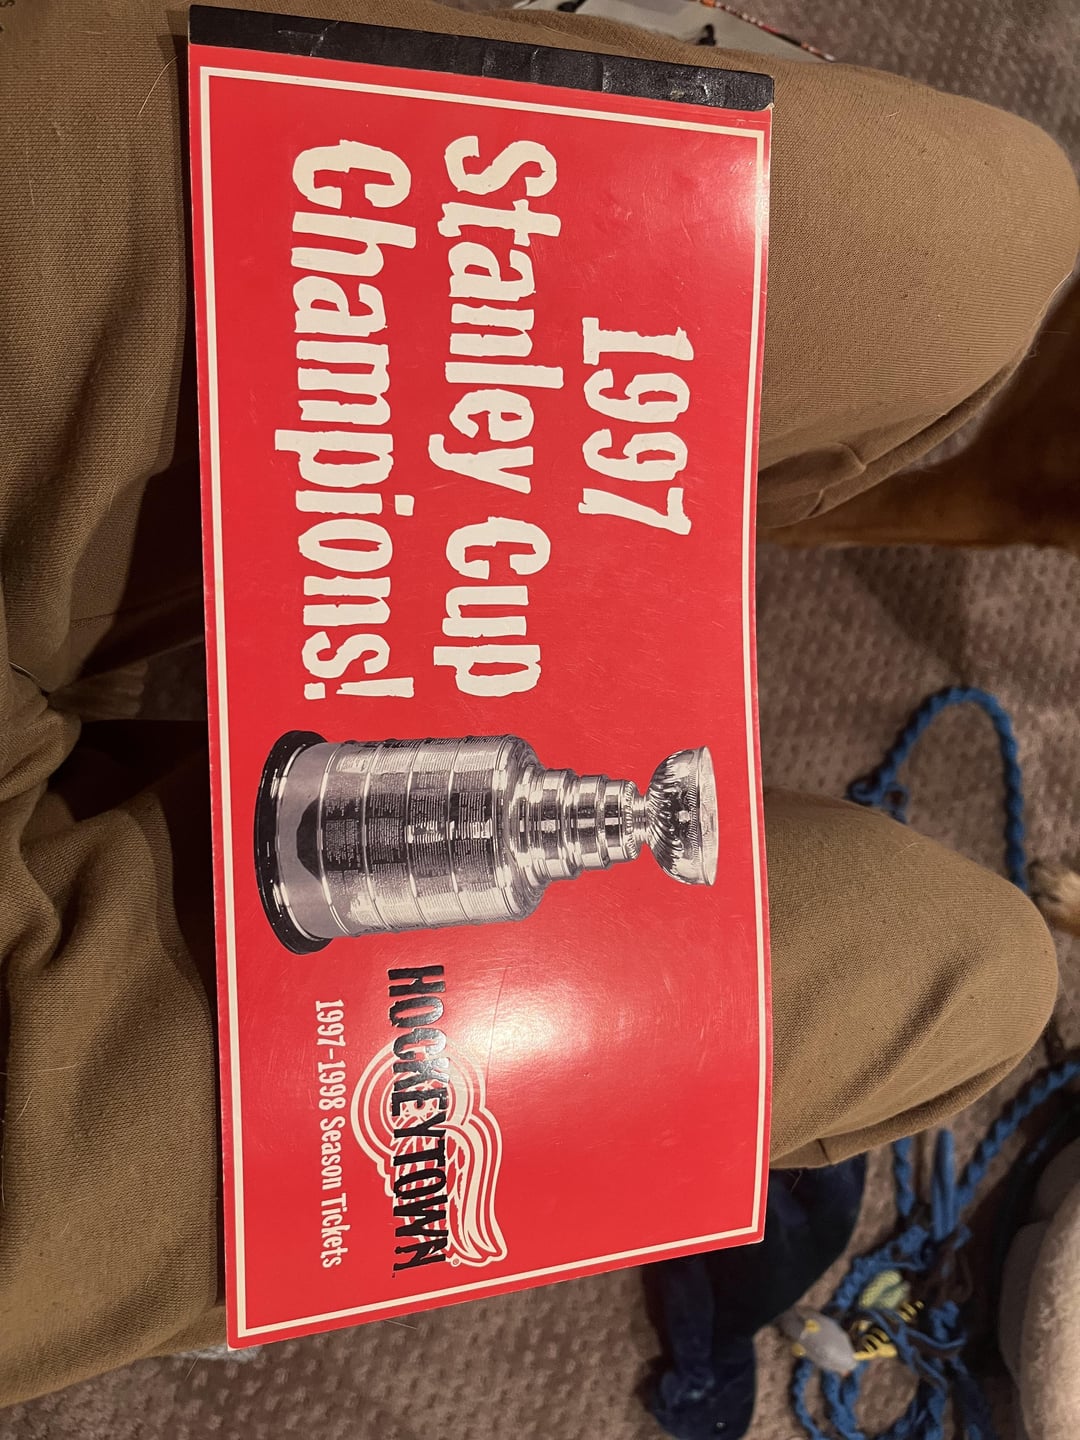 1997
Stanley Cup
Champions!
HOCKEYTOWN
1997-1998 Season Tickets